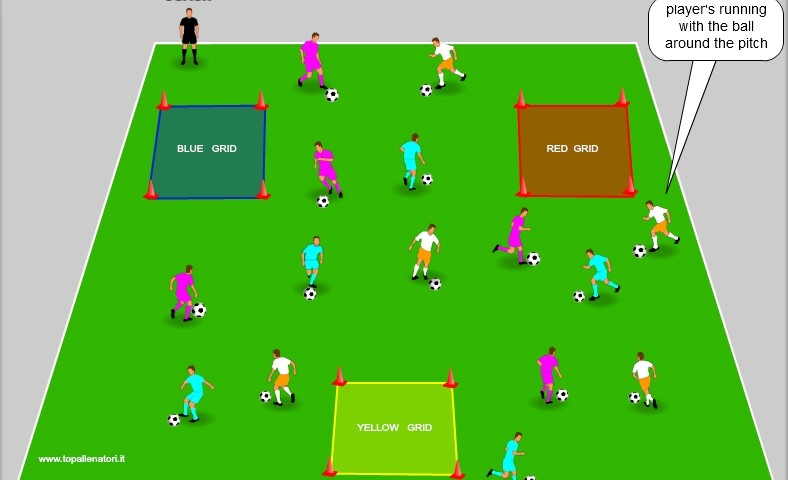 player's running
with the ball
around the pitch
BLUE GRID
RED GRID
YELLOW GRID
www.topallenatori.it